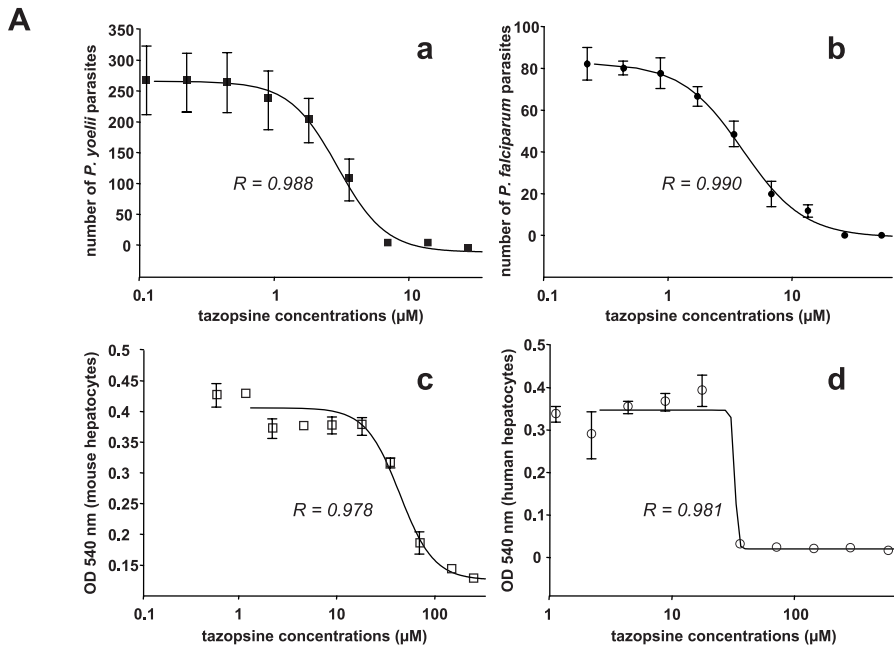 A
a
350
300
250
200
150
100
50
0
number of P. yoelii parasites
R = 0.988
0.1 1 10
tazopsine concentrations (µM)
b
100
80
60
40
20
0
number of P. falciparum parasites
R = 0.990
0.1 1 10
tazopsine concentrations (µM)
c
0.5
0.45
0.4
0.35
0.3
0.25
0.2
0.15
OD 540 nm (mouse hepatocytes)
R = 0.978
0.1 1 10 100
tazopsine concentrations (µM)
d
0.5
0.4
0.3
0.2
0.1
0
OD 540 nm (human hepatocytes)
R = 0.981
1 10 100
tazopsine concentrations (µM)